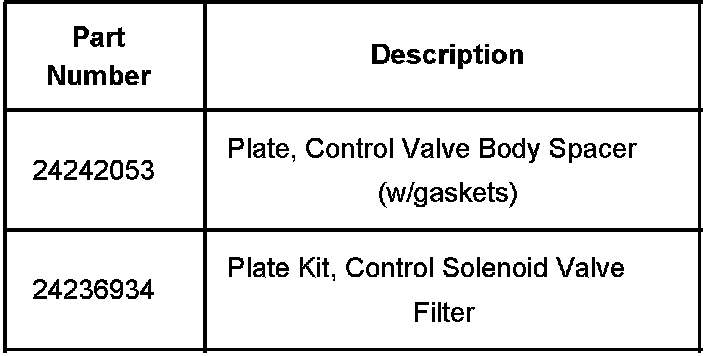 Part
Number
Description
24242053
Plate, Control Valve Body Spacer
(w/gaskets)
24236934
Plate Kit, Control Solenoid Valve
Filter